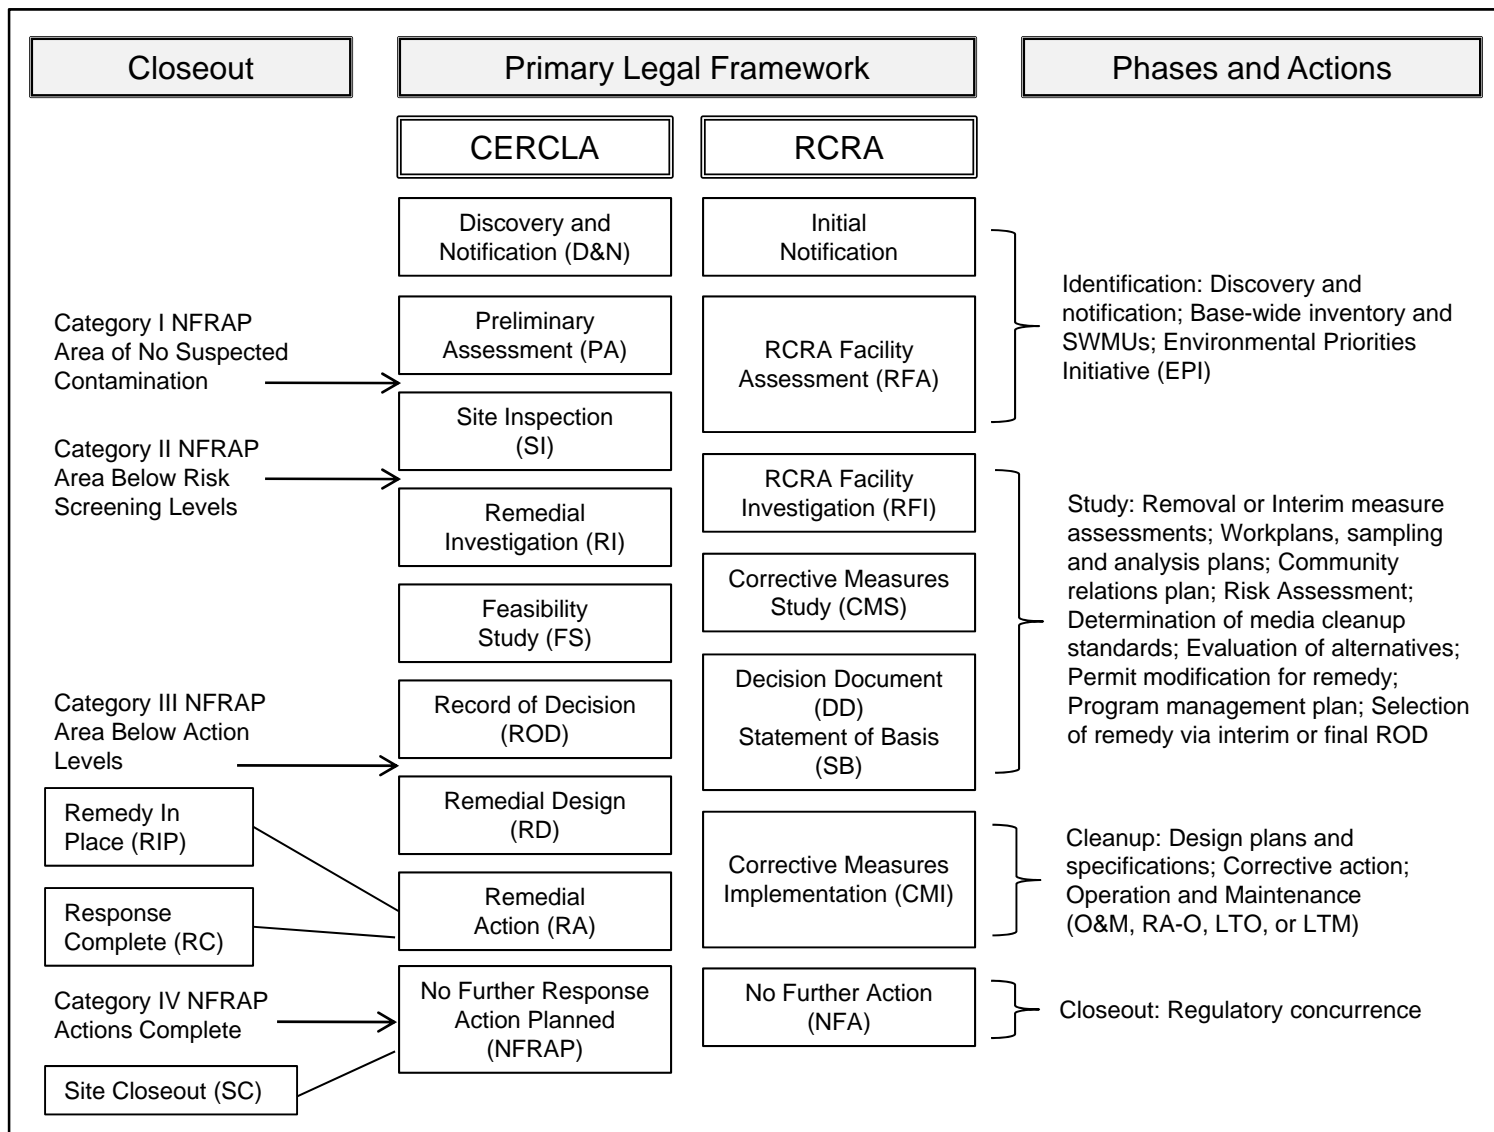 Closeout
Primary Legal Framework
Phases and Actions
CERCLA
RCRA
Discovery and
Notification (D&N)
Initial
Notification
Identification: Discovery and
notification; Base-wide inventory and
SWMUs; Environmental Priorities
Initiative (EPI)
Category I NFRAP
Area of No Suspected
Contamination
Preliminary
Assessment (PA)
RCRA Facility
Assessment (RFA)
Site Inspection
(SI)
Category II NFRAP
Area Below Risk
Screening Levels
Remedial
Investigation (RI)
RCRA Facility
Investigation (RFI)
Study: Removal or Interim measure
assessments; Workplans, sampling
and analysis plans; Community
relations plan; Risk Assessment;
Determination of media cleanup
standards; Evaluation of alternatives;
Permit modification for remedy;
Program management plan; Selection
of remedy via interim or final ROD
Feasibility
Study (FS)
Corrective Measures
Study (CMS)
Category III NFRAP
Area Below Action
Levels
Record of Decision
(ROD)
Decision Document
(DD)
Statement of Basis
(SB)
Remedy In
Place (RIP)
Remedial Design
(RD)
Corrective Measures
Implementation (CMI)
Cleanup: Design plans and
specifications; Corrective action;
Operation and Maintenance
(O&M, RA-O, LTO, or LTM)
Response
Complete (RC)
Remedial
Action (RA)
Category IV NFRAP
Actions Complete
No Further Response
Action Planned
(NFRAP)
No Further Action
(NFA)
Closeout: Regulatory concurrence
Site Closeout (SC)